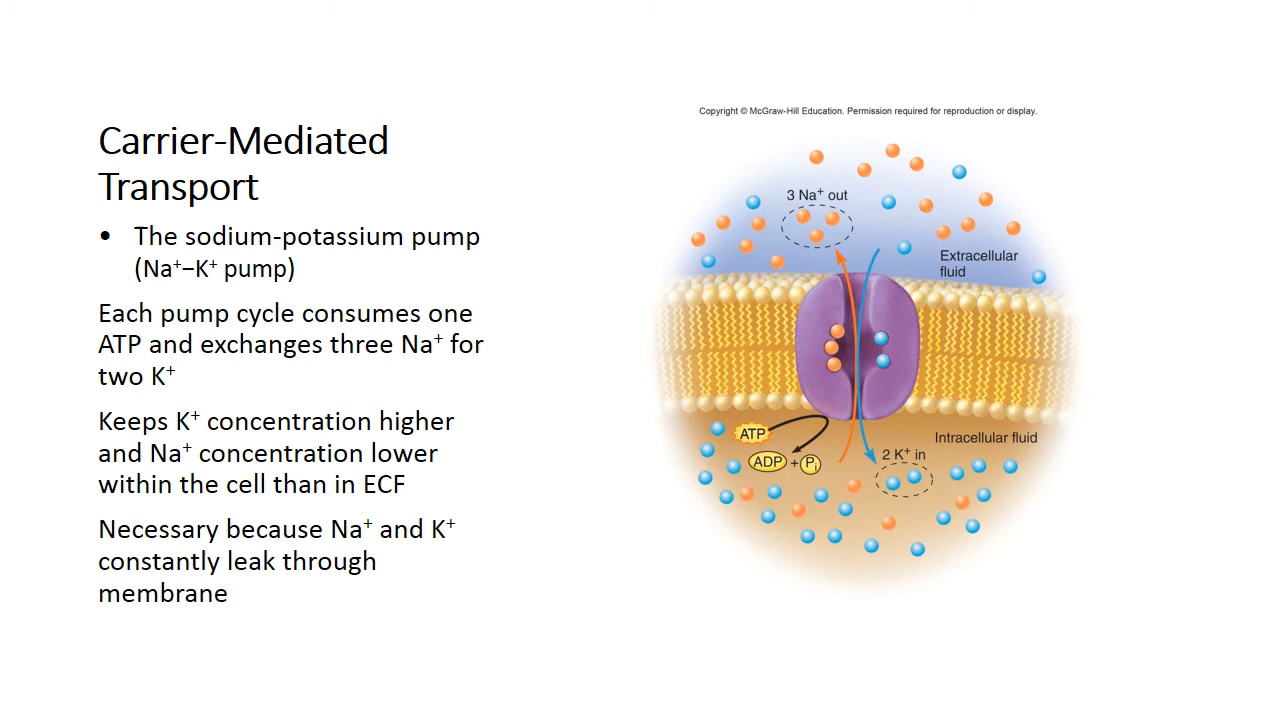 Copyright © McGraw-Hill Education. Permission required for reproduction or display.
Carrier-Mediated
Transport
• The sodium-potassium pump
(Na⁺–K⁺ pump)
Each pump cycle consumes one
ATP and exchanges three Na⁺ for
two K⁺
Keeps K⁺ concentration higher
and Na⁺ concentration lower
within the cell than in ECF
Necessary because Na⁺ and K⁺
constantly leak through
membrane
3 Na⁺ out
Extracellular
fluid
ATP
ADP + Pᵢ
Intracellular fluid
2 K⁺ in